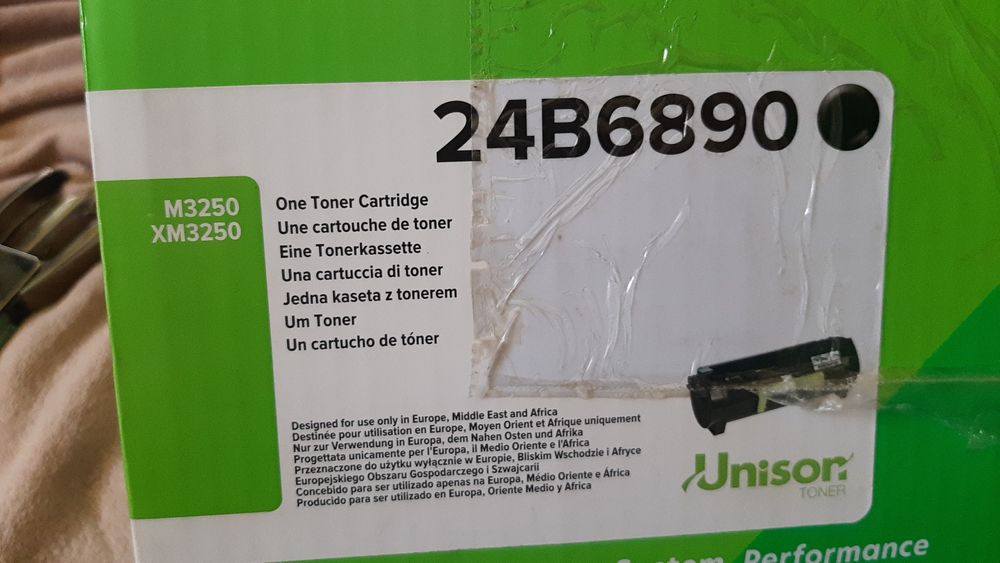 24B6890
M3250
XM3250
One Toner Cartridge
Une cartouche de toner
Eine Tonerkassette
Una cartuccia di toner
Jedna kaseta z tonerem
Um Toner
Un cartucho de tóner
Designed for use only in Europe, Middle East and Africa
Destinée pour utilisation en Europe, Moyen Orient et Afrique uniquement
Nur zur Verwendung in Europa, dem Nahen Osten und Afrika
Progettata unicamente per l'Europa, il Medio Oriente e l'Africa
Przeznaczone do użytku wyłącznie w Europie, Bliskim Wschodzie i Afryce
Europejskiego Obszaru Gospodarczego i Szwajcarii
Concebido para ser utilizado apenas na Europa, Médio Oriente e África
Producido para ser utilizado en Europa, Oriente Medio y Africa
Unison
TONER
System Performance